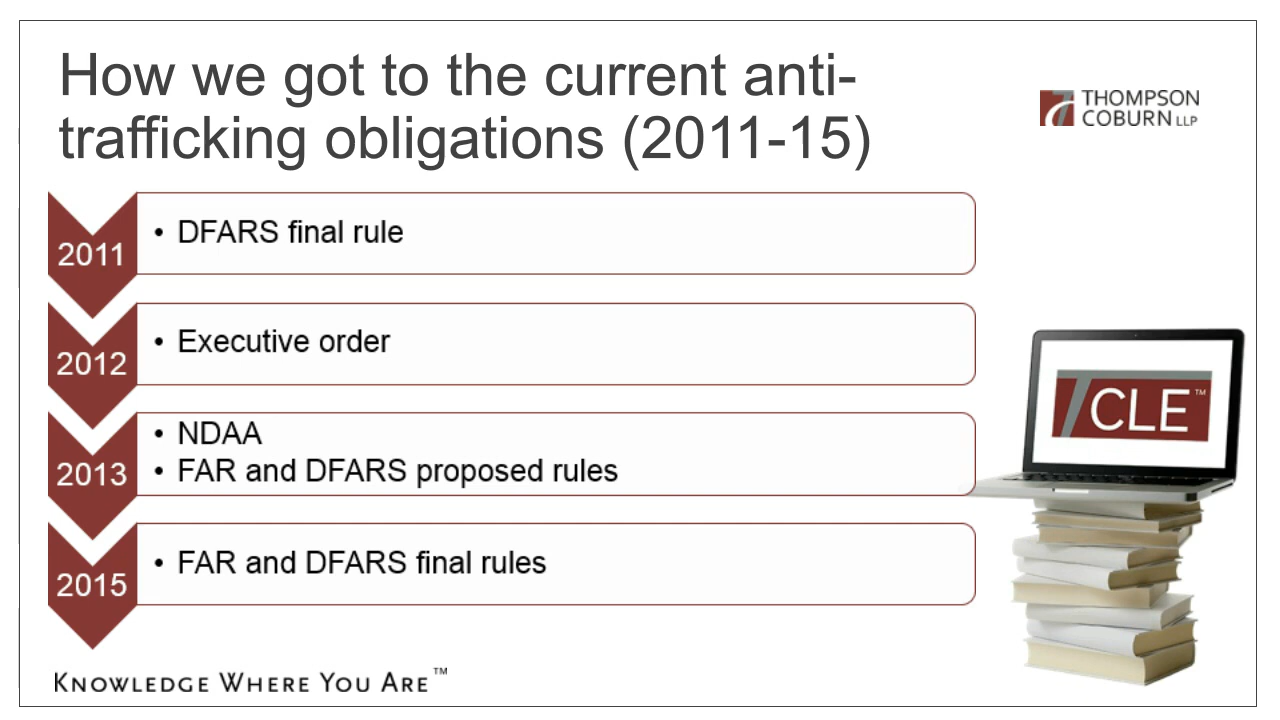 How we got to the current anti-
trafficking obligations (2011-15)
THOMPSON
COBURN LLP
2011
• DFARS final rule
2012
• Executive order
2013
• NDAA
• FAR and DFARS proposed rules
2015
• FAR and DFARS final rules
CLE™
KNOWLEDGE WHERE YOU ARE™